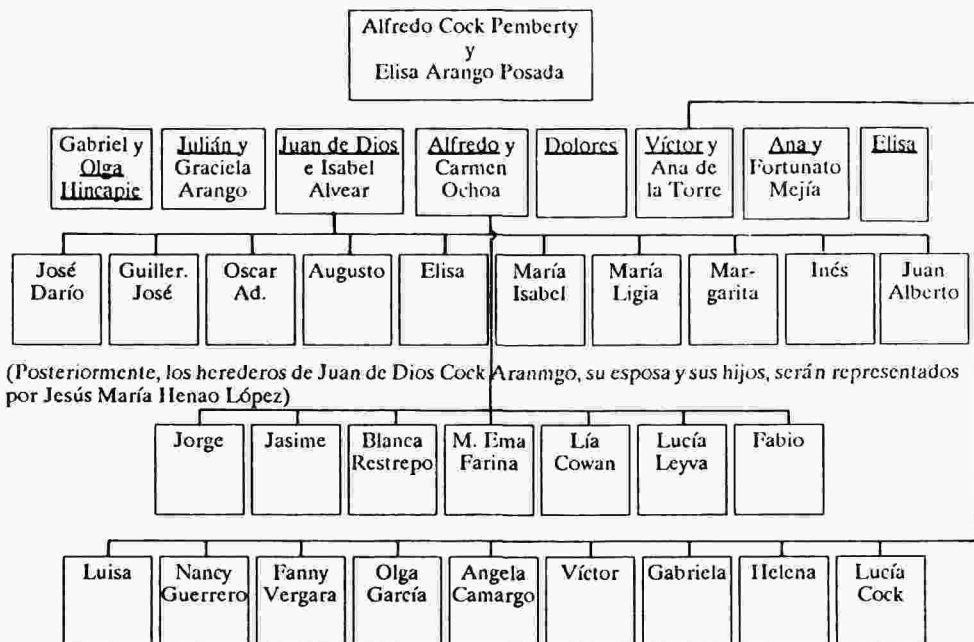 Alfredo Cock Pemberty
y
Elisa Arango Posada
Gabriel y
Olga
Hincapie
Julián y
Graciela
Arango
Juan de Dios
e Isabel
Alvear
Alfredo y
Carmen
Ochoa
Dolores
Víctor y
Ana de
la Torre
Ana y
Fortunato
Mejía
Elisa
José
Darío
Guiller.
José
Oscar
Ad.
Augusto
Elisa
María
Isabel
María
Ligia
Mar-
garita
Inés
Juan
Alberto
(Posteriormente, los herederos de Juan de Dios Cock Aranmgo, su esposa y sus hijos, serán representados
por Jesús María Henao López)
Jorge
Jasime
Blanca
Restrepo
M. Ema
Farina
Lía
Cowan
Lucía
Leyva
Fabio
Luisa
Nancy
Guerrero
Fanny
Vergara
Olga
García
Angela
Camargo
Víctor
Gabriela
Helena
Lucía
Cock